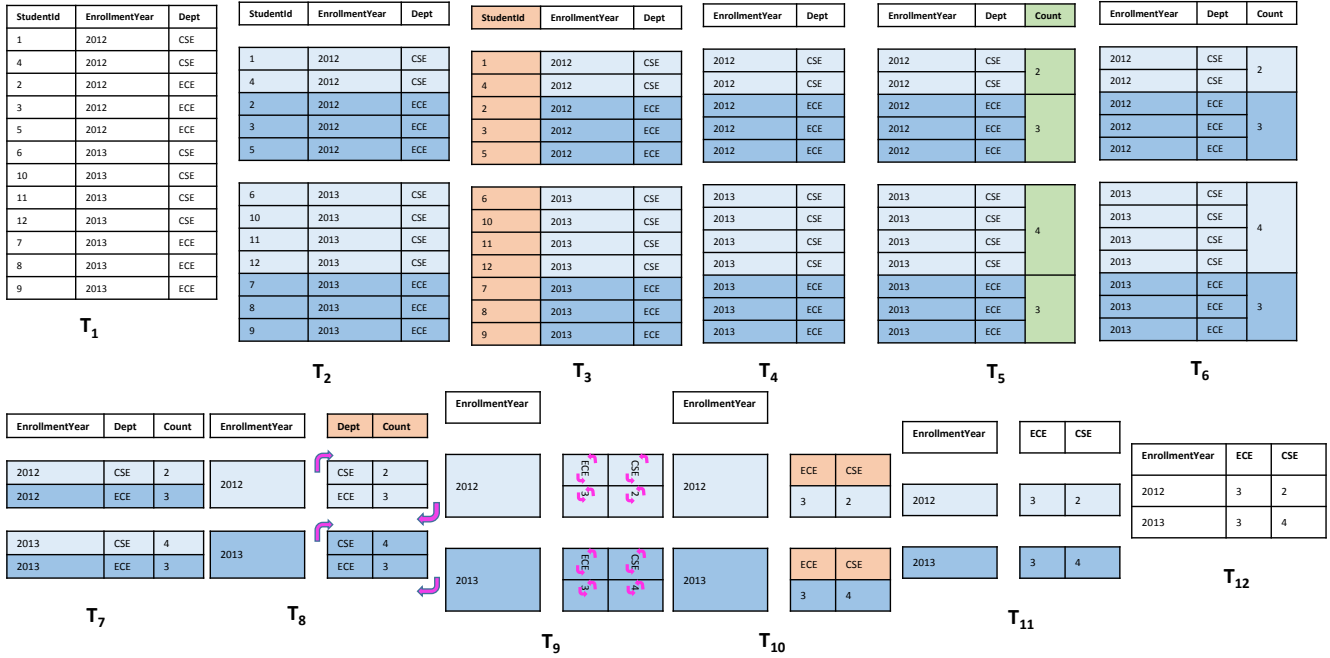 StudentId EnrollmentYear Dept
1 2012 CSE
4 2012 CSE
2 2012 ECE
3 2012 ECE
5 2012 ECE
6 2013 CSE
10 2013 CSE
11 2013 CSE
12 2013 CSE
7 2013 ECE
8 2013 ECE
9 2013 ECE
T1
StudentId EnrollmentYear Dept
1 2012 CSE
4 2012 CSE
2 2012 ECE
3 2012 ECE
5 2012 ECE
6 2013 CSE
10 2013 CSE
11 2013 CSE
12 2013 CSE
7 2013 ECE
8 2013 ECE
9 2013 ECE
T2
StudentId EnrollmentYear Dept
1 2012 CSE
4 2012 CSE
2 2012 ECE
3 2012 ECE
5 2012 ECE
6 2013 CSE
10 2013 CSE
11 2013 CSE
12 2013 CSE
7 2013 ECE
8 2013 ECE
9 2013 ECE
T3
EnrollmentYear Dept
2012 CSE
2012 CSE
2012 ECE
2012 ECE
2012 ECE
2013 CSE
2013 CSE
2013 CSE
2013 CSE
2013 ECE
2013 ECE
2013 ECE
T4
EnrollmentYear Dept Count
2012 CSE
2
2012 CSE
2012 ECE
2012 ECE 3
2012 ECE
2013 CSE
2013 CSE
4
2013 CSE
2013 CSE
2013 ECE
2013 ECE 3
2013 ECE
T5
EnrollmentYear Dept Count
2012 CSE
2
2012 CSE
2012 ECE
2012 ECE 3
2012 ECE
2013 CSE
2013 CSE
4
2013 CSE
2013 CSE
2013 ECE
2013 ECE 3
2013 ECE
T6
EnrollmentYear Dept Count
2012 CSE 2
2012 ECE 3
2013 CSE 4
2013 ECE 3
T7
EnrollmentYear Dept Count
2012
CSE 2
ECE 3
2013
CSE 4
ECE 3
T8
EnrollmentYear
2012
ECE CSE
3 2
2013
ECE CSE
3 4
T9
EnrollmentYear
2012
ECE CSE
3 2
2013
ECE CSE
3 4
T10
EnrollmentYear ECE CSE
2012 3 2
2013 3 4
T11
EnrollmentYear ECE CSE
2012 3 2
2013 3 4
T12